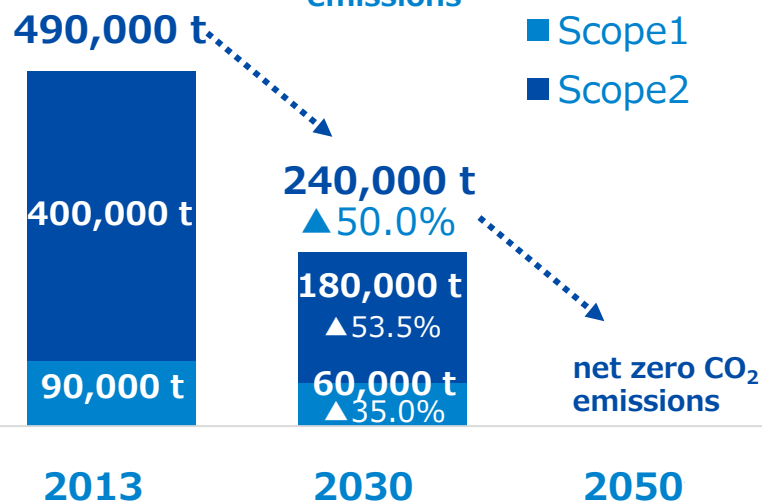 emissions
490,000 t
Scope1
Scope2
240,000 t
▲50.0%
400,000 t
180,000 t
▲53.5%
90,000 t
60,000 t
▲35.0%
net zero CO₂
emissions
2013
2030
2050